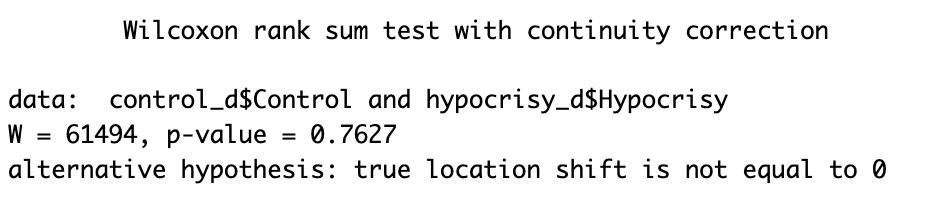 Wilcoxon rank sum test with continuity correction
data:  control_d$Control and hypocrisy_d$Hypocrisy
W = 61494, p-value = 0.7627
alternative hypothesis: true location shift is not equal to 0